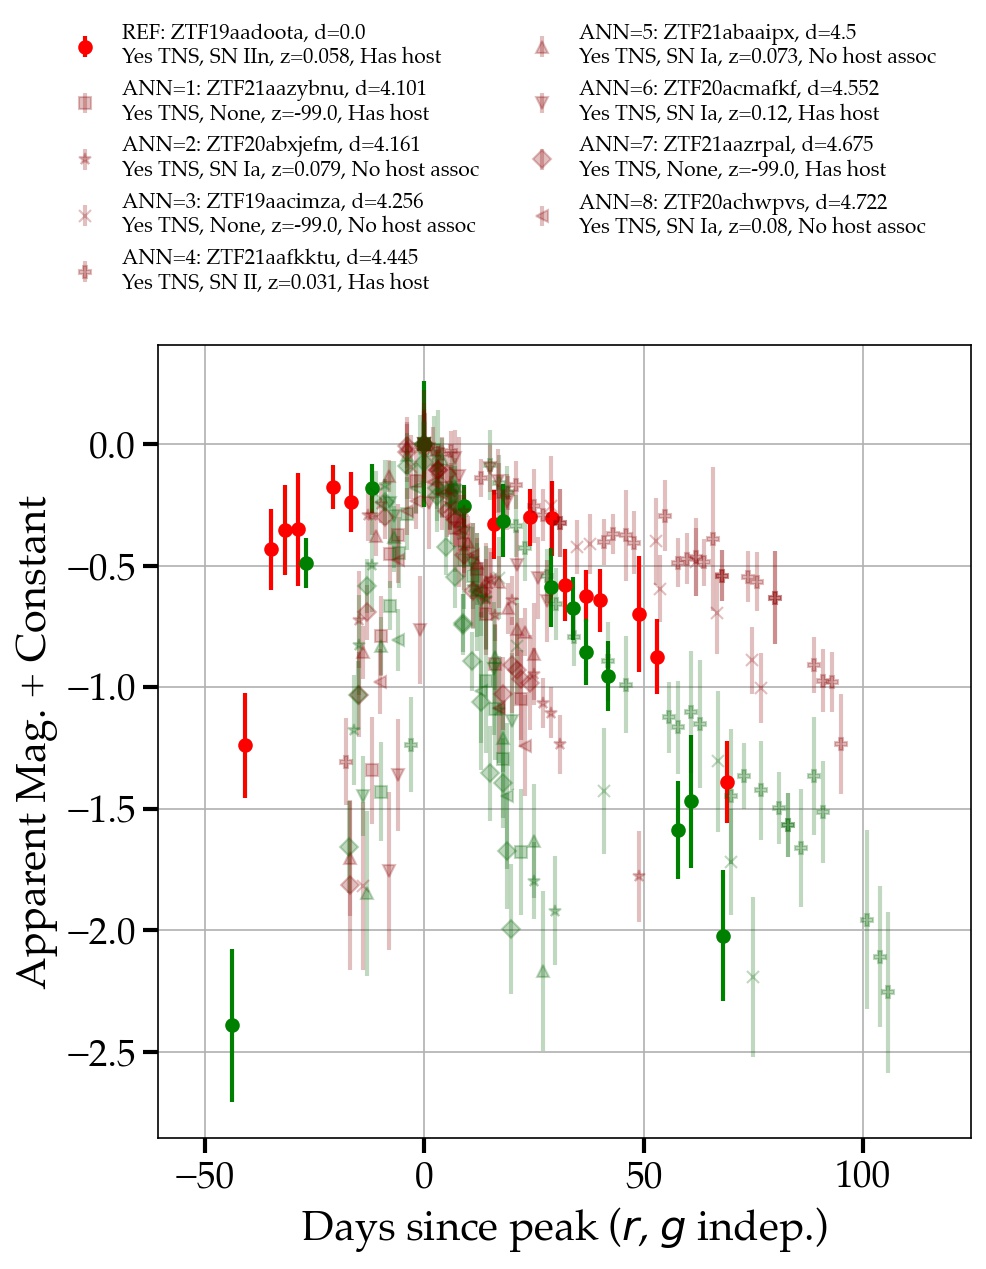 REF: ZTF19aadoota, d=0.0
Yes TNS, SN IIn, z=0.058, Has host
ANN=1: ZTF21aazybnu, d=4.101
Yes TNS, None, z=-99.0, Has host
ANN=2: ZTF20abxjefm, d=4.161
Yes TNS, SN Ia, z=0.079, No host assoc
ANN=3: ZTF19aacimza, d=4.256
Yes TNS, None, z=-99.0, No host assoc
ANN=4: ZTF21aafkktu, d=4.445
Yes TNS, SN II, z=0.031, Has host
ANN=5: ZTF21abaaipx, d=4.5
Yes TNS, SN Ia, z=0.073, No host assoc
ANN=6: ZTF20acmafkf, d=4.552
Yes TNS, SN Ia, z=0.12, Has host
ANN=7: ZTF21aazrpal, d=4.675
Yes TNS, None, z=-99.0, Has host
ANN=8: ZTF20achwpvs, d=4.722
Yes TNS, SN Ia, z=0.08, No host assoc
Apparent Mag. + Constant
0.0
−0.5
−1.0
−1.5
−2.0
−2.5
−50
0
50
100
Days since peak (r, g indep.)